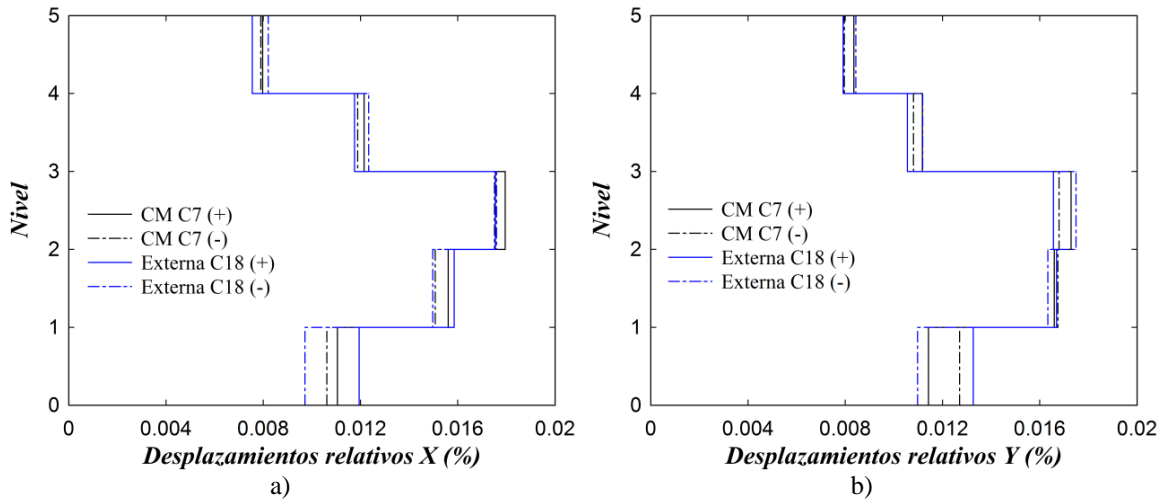 5
4
3
2
1
0
Nivel
CM C7 (+)
CM C7 (-)
Externa C18 (+)
Externa C18 (-)
0 0.004 0.008 0.012 0.016 0.02
Desplazamientos relativos X (%)
a)
5
4
3
2
1
0
Nivel
CM C7 (+)
CM C7 (-)
Externa C18 (+)
Externa C18 (-)
0 0.004 0.008 0.012 0.016 0.02
Desplazamientos relativos Y (%)
b)